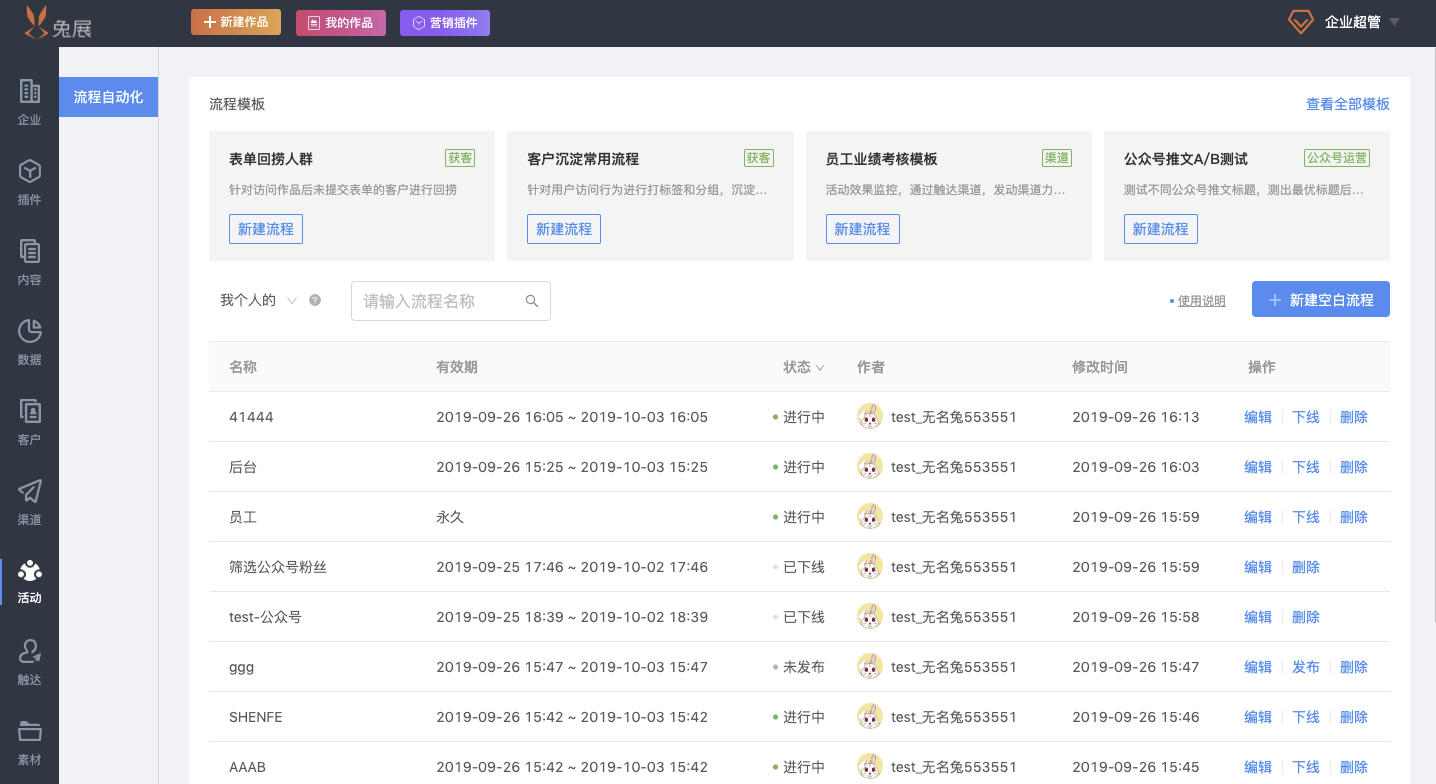 兔展
新建作品
我的作品
营销插件
企业超管
企业
插件
内容
数据
客户
渠道
活动
触达
素材
流程自动化
流程模板
查看全部模板
表单回捞人群
获客
针对访问作品后未提交表单的客户进行回捞
新建流程
客户沉淀常用流程
获客
针对用户访问行为进行打标签和分组，沉淀...
新建流程
员工业绩考核模板
渠道
活动效果监控，通过触达渠道，发动渠道力...
新建流程
公众号推文A/B测试
公众号运营
测试不同公众号推文标题，测出最优标题后...
新建流程
我个人的
请输入流程名称
使用说明
新建空白流程
名称 有效期 状态 作者 修改时间 操作
41444 2019-09-26 16:05 ~ 2019-10-03 16:05 进行中 test_无名兔553551 2019-09-26 16:13 编辑 下线 删除
后台 2019-09-26 15:25 ~ 2019-10-03 15:25 进行中 test_无名兔553551 2019-09-26 16:03 编辑 下线 删除
员工 永久 进行中 test_无名兔553551 2019-09-26 15:59 编辑 下线 删除
筛选公众号粉丝 2019-09-25 17:46 ~ 2019-10-02 17:46 已下线 test_无名兔553551 2019-09-26 15:59 编辑 删除
test-公众号 2019-09-25 18:39 ~ 2019-10-02 18:39 已下线 test_无名兔553551 2019-09-26 15:58 编辑 删除
ggg 2019-09-26 15:47 ~ 2019-10-03 15:47 未发布 test_无名兔553551 2019-09-26 15:47 编辑 发布 删除
SHENFE 2019-09-26 15:42 ~ 2019-10-03 15:42 进行中 test_无名兔553551 2019-09-26 15:46 编辑 下线 删除
AAAB 2019-09-26 15:42 ~ 2019-10-03 15:42 进行中 test_无名兔553551 2019-09-26 15:45 编辑 下线 删除